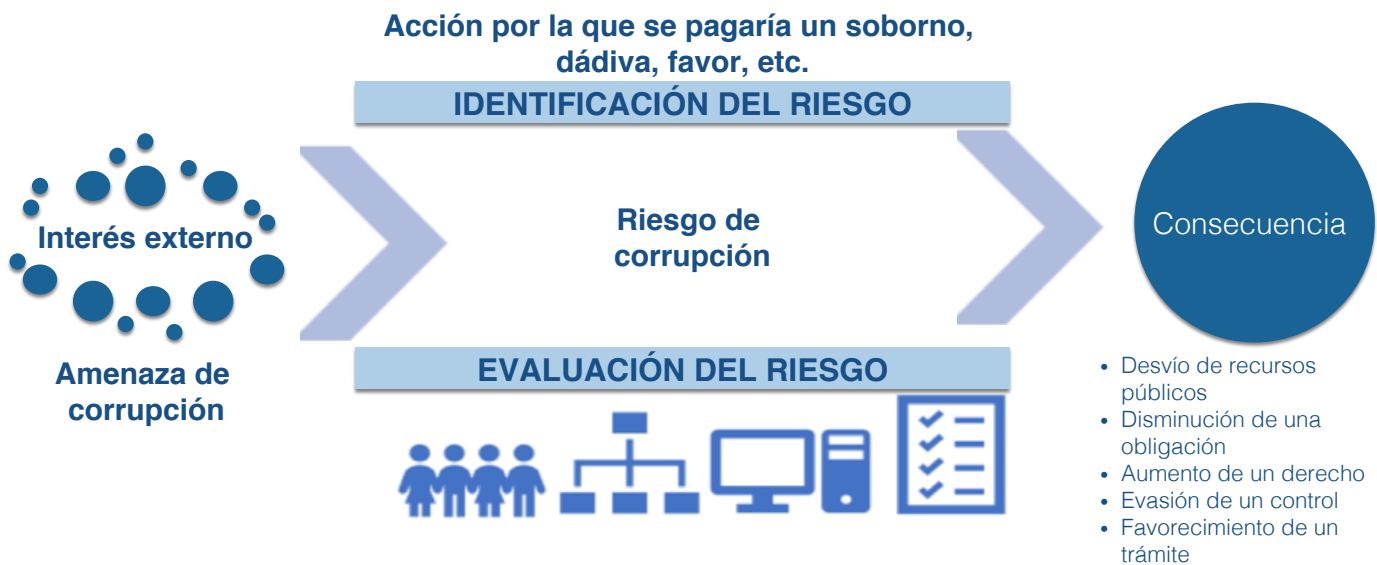 Acción por la que se pagaría un soborno,
dádiva, favor, etc.
IDENTIFICACIÓN DEL RIESGO
Interés externo
Amenaza de
corrupción
Riesgo de
corrupción
EVALUACIÓN DEL RIESGO
Consecuencia
• Desvío de recursos
públicos
• Disminución de una
obligación
• Aumento de un derecho
• Evasión de un control
• Favorecimiento de un
trámite